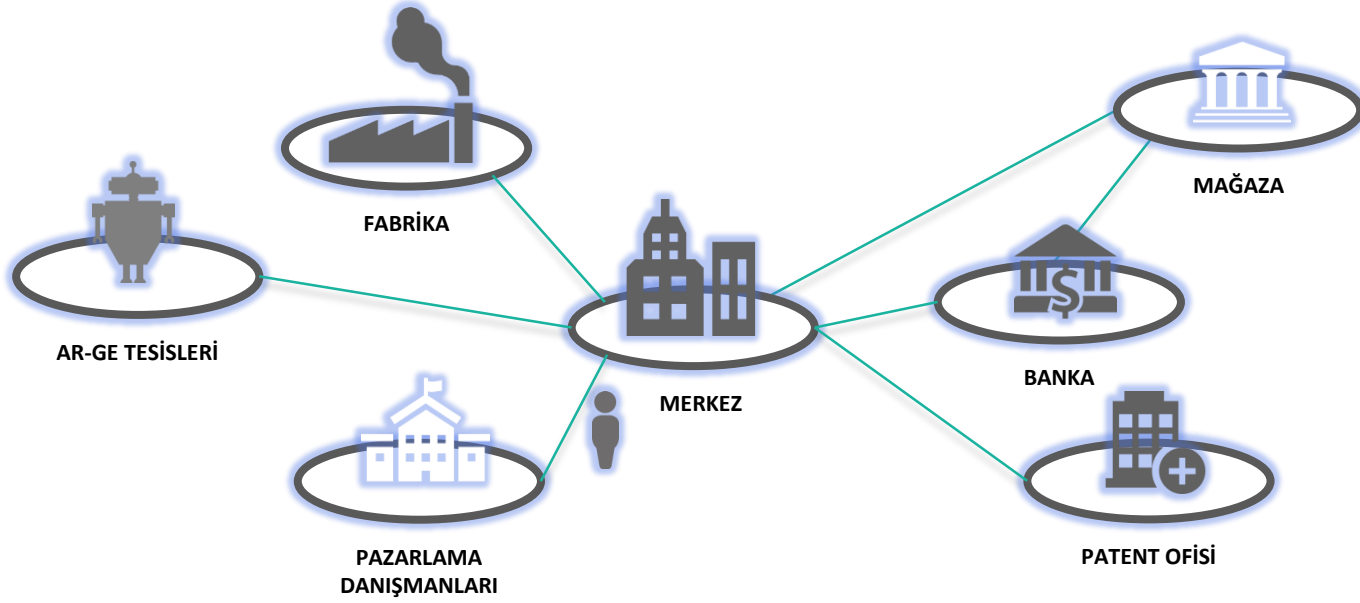 FABRİKA
MAĞAZA
AR-GE TESİSLERİ
MERKEZ
BANKA
PAZARLAMA
DANIŞMANLARI
PATENT OFİSİ